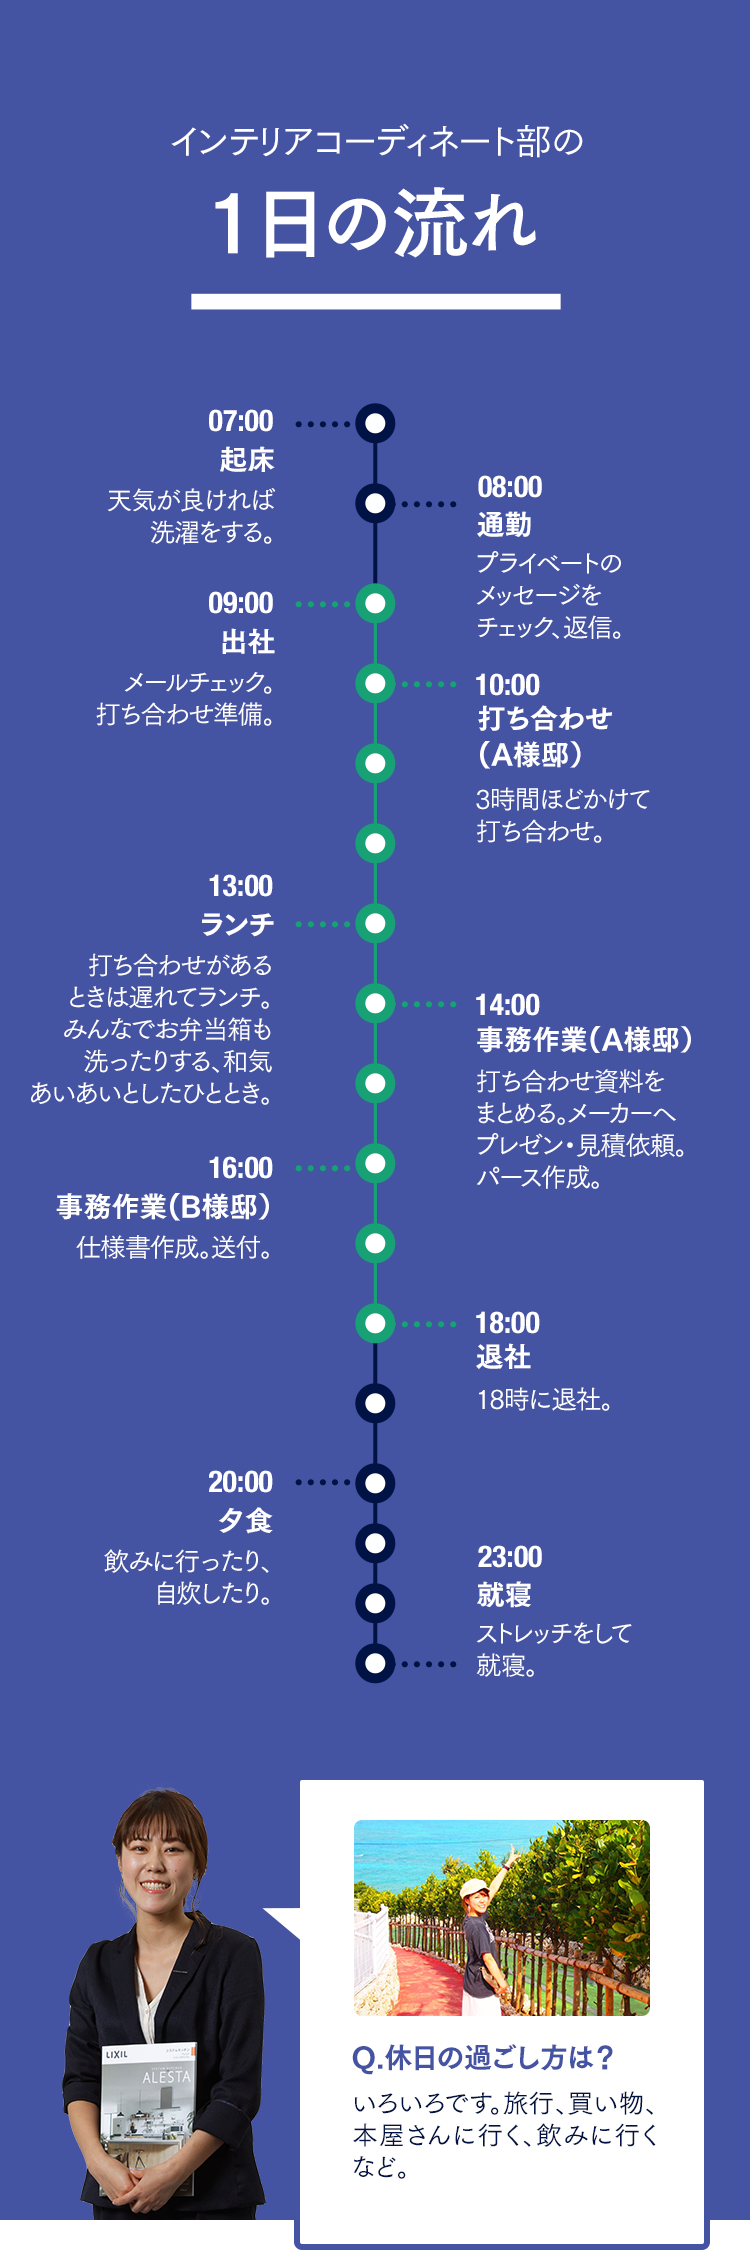 インテリアコーディネート部の
1日の流れ
07:00
起床
天気が良ければ
洗濯をする。
08:00
通勤
プライベートの
メッセージを
チェック、返信。
09:00
出社
メールチェック。
打ち合わせ準備。
10:00
打ち合わせ
（A様邸）
3時間ほどかけて
打ち合わせ。
13:00
ランチ
打ち合わせがある
ときは遅れてランチ。
みんなでお弁当箱も
洗ったりする、和気
あいあいとしたひととき。
14:00
事務作業（A様邸）
打ち合わせ資料を
まとめる。メーカーへ
プレゼン・見積依頼。
パース作成。
16:00
事務作業（B様邸）
仕様書作成。送付。
18:00
退社
18時に退社。
20:00
夕食
飲みに行ったり、
自炊したり。
23:00
就寝
ストレッチをして
就寝。
LIXIL
ALESTA
Q.休日の過ごし方は？
いろいろです。旅行、買い物、
本屋さんに行く、飲みに行く
など。